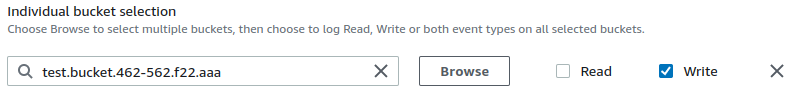 Individual bucket selection
Choose Browse to select multiple buckets, then choose to log Read, Write or both event types on all selected buckets.
test.bucket.462-562.f22.aaa Browse Read Write